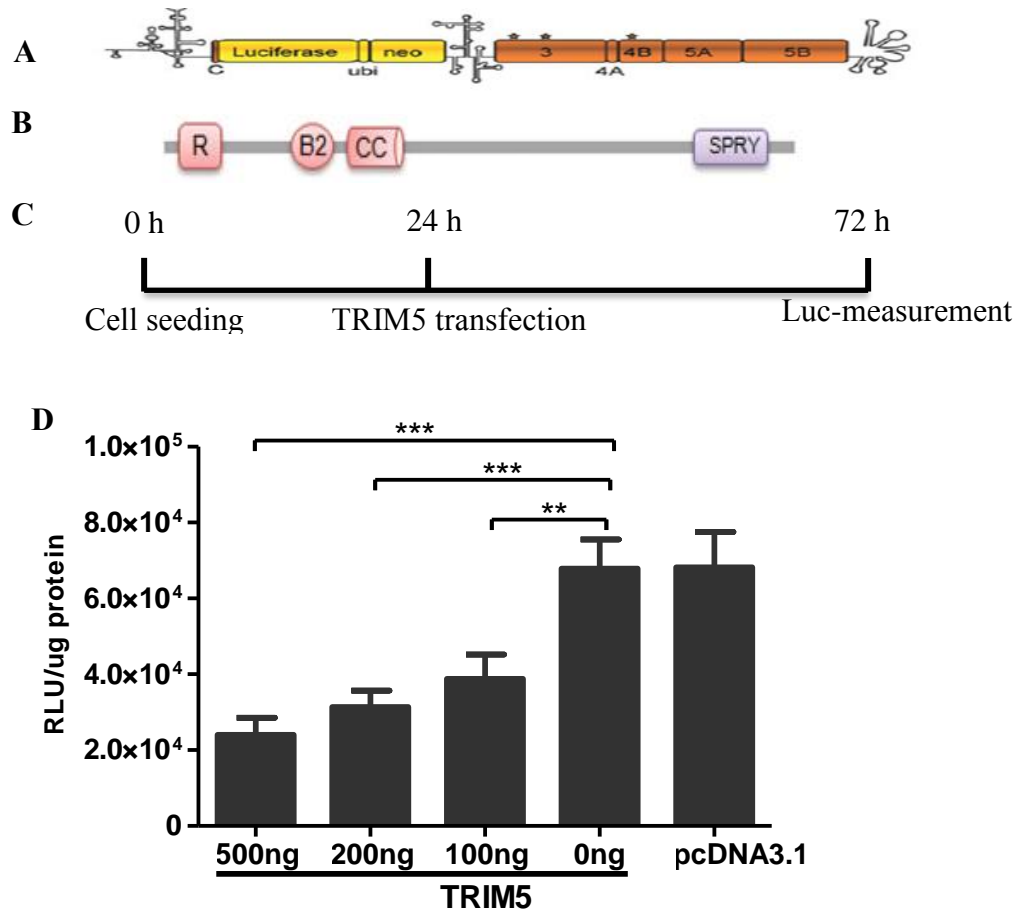 A
Luciferase neo 3 4B 5A 5B
C ubi 4A
B
R B2 CC SPRY
C
0 h 24 h 72 h
Cell seeding TRIM5 transfection Luc-measurement
D
***
***
**
RLU/ug protein
1.0×10⁵
8.0×10⁴
6.0×10⁴
4.0×10⁴
2.0×10⁴
0
500ng 200ng 100ng 0ng pcDNA3.1
TRIM5